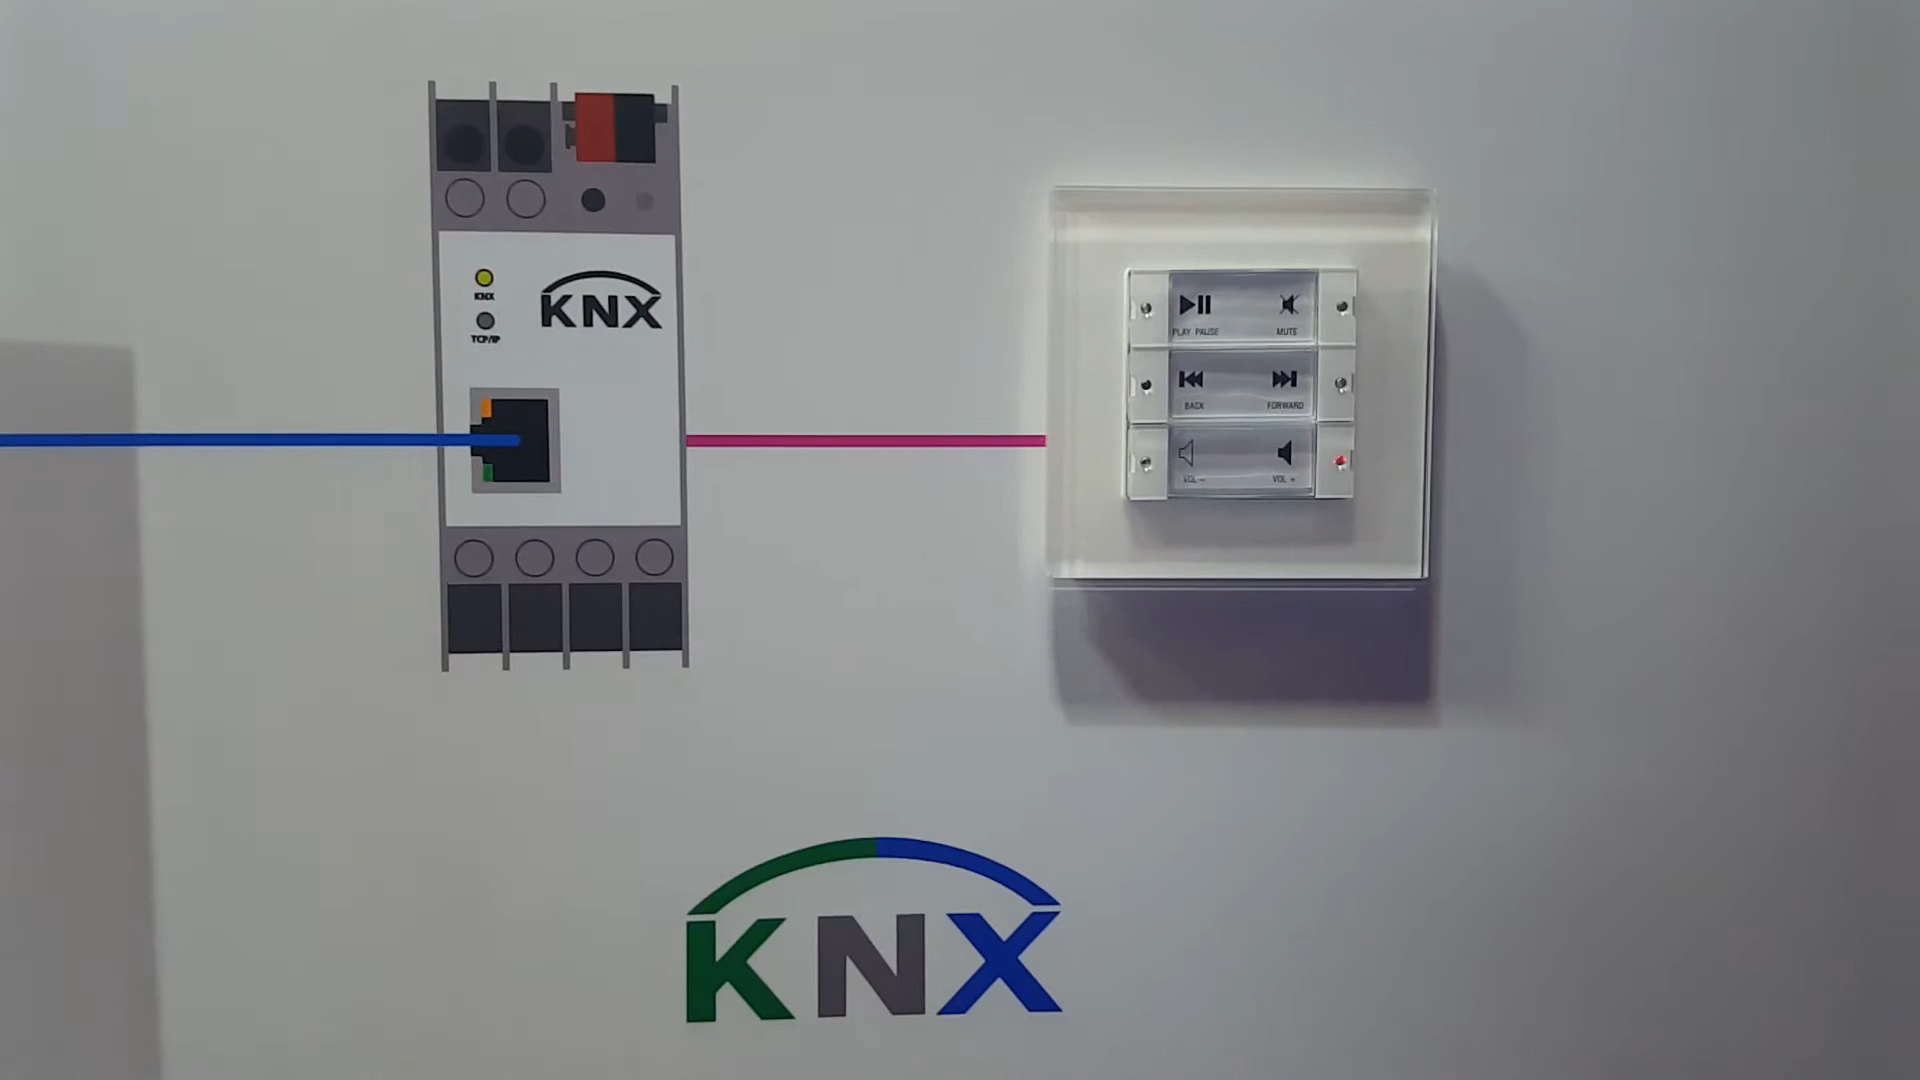 KNX
KNX
TCP/IP
PLAY PAUSE
MUTE
BACK
FORWARD
VOL -
VOL +
KNX